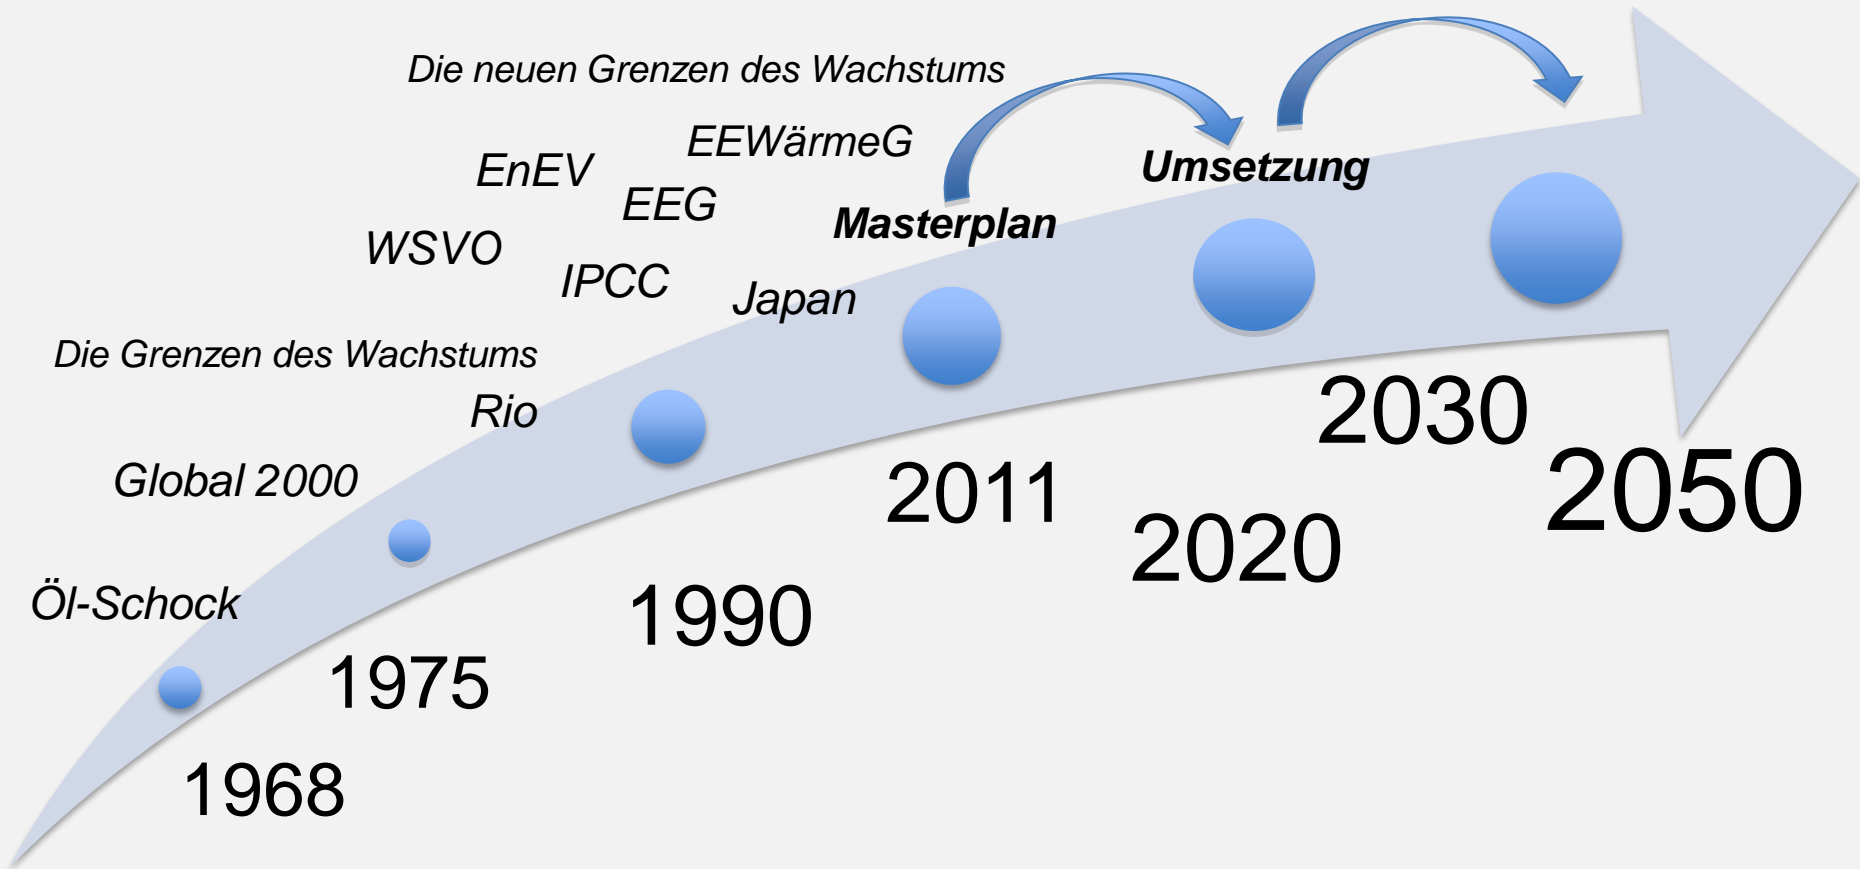 Die neuen Grenzen des Wachstums
EEWärmeG
EnEV
EEG
Umsetzung
Masterplan
WSVO
IPCC
Japan
Die Grenzen des Wachstums
Rio
Global 2000
Öl-Schock
1968
1975
1990
2011
2020
2030
2050